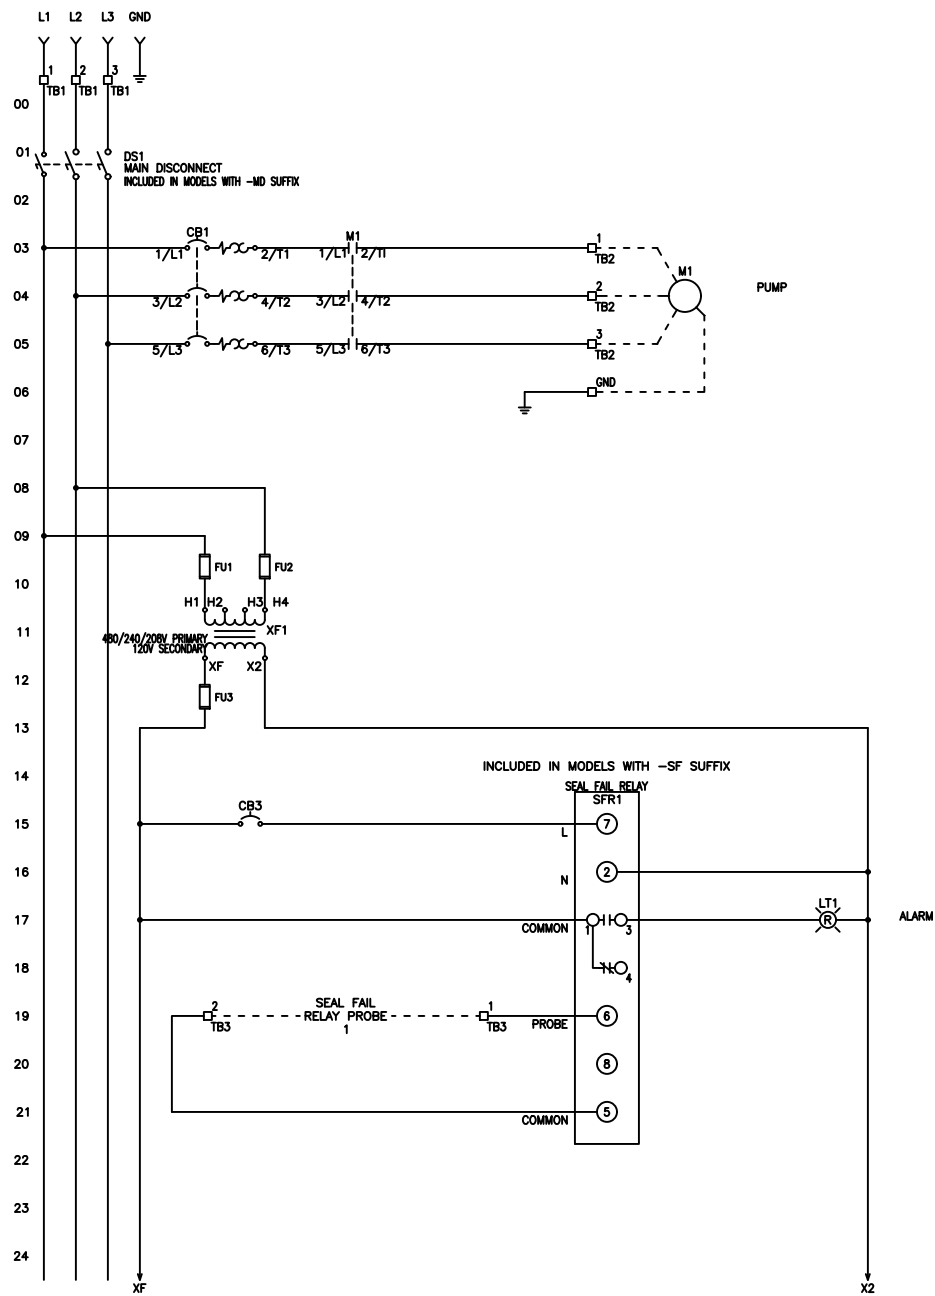 L1 L2 L3 GND
1 2 3
TB1 TB1 TB1
00
01
DS1
MAIN DISCONNECT
INCLUDED IN MODELS WITH -MD SUFFIX
02
CB1 M1
03 1/L1 2/T1 1/L1 2/TI 1 TB2
M1
04 3/L2 4/T2 3/L2 4/T2 2 TB2
PUMP
05 5/L3 6/T3 5/L3 6/T3 3 TB2
06 GND
07
08
09
FU1 FU2
10
H1 H2 H3 H4
11 XF1
480/240/208V PRIMARY
120V SECONDARY
XF X2
12
FU3
13
INCLUDED IN MODELS WITH -SF SUFFIX
14
SEAL FAIL RELAY
SFR1
CB3
15 L 7
16 N 2
LT1
17 COMMON 1 3 R ALARM
18 4
SEAL FAIL
RELAY PROBE
1
19 2 TB3 1 TB3 PROBE 6
20 8
21 COMMON 5
22
23
24
XF X2